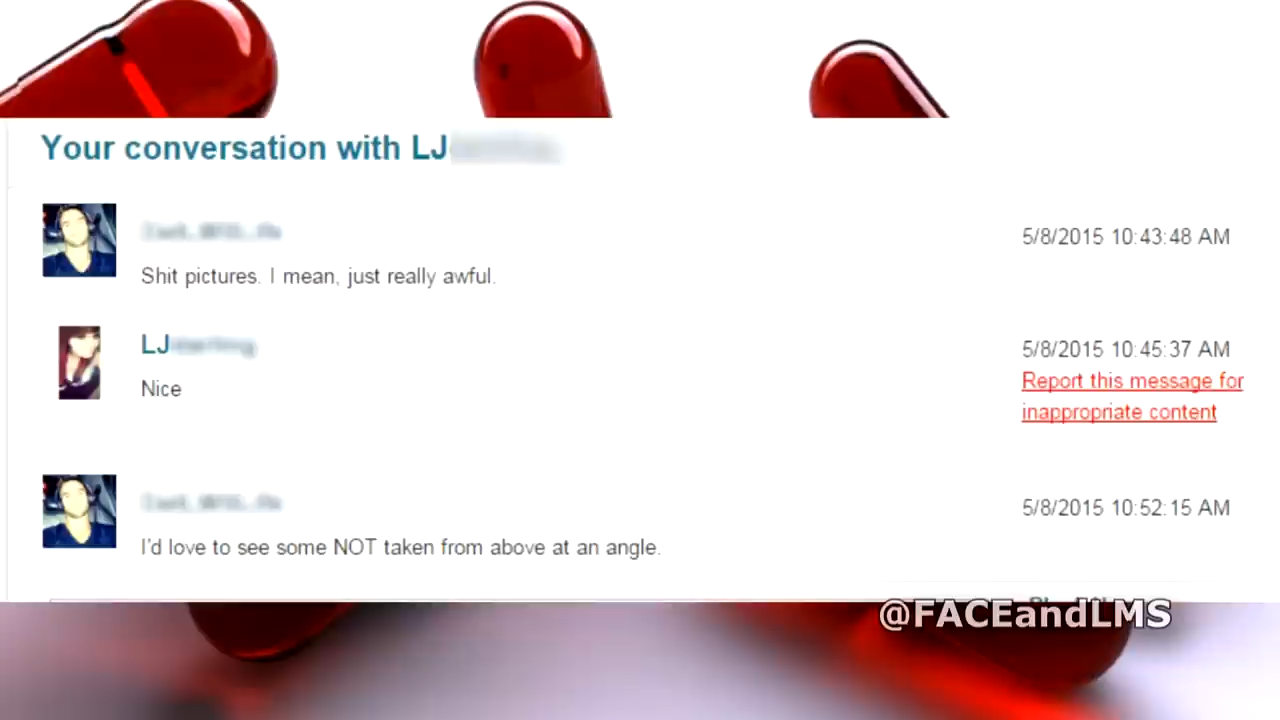 Your conversation with LJ
5/8/2015 10:43:48 AM
Shit pictures. I mean, just really awful.
LJ
5/8/2015 10:45:37 AM
Nice
Report this message for
inappropriate content
5/8/2015 10:52:15 AM
I'd love to see some NOT taken from above at an angle.
@FACEandLMS